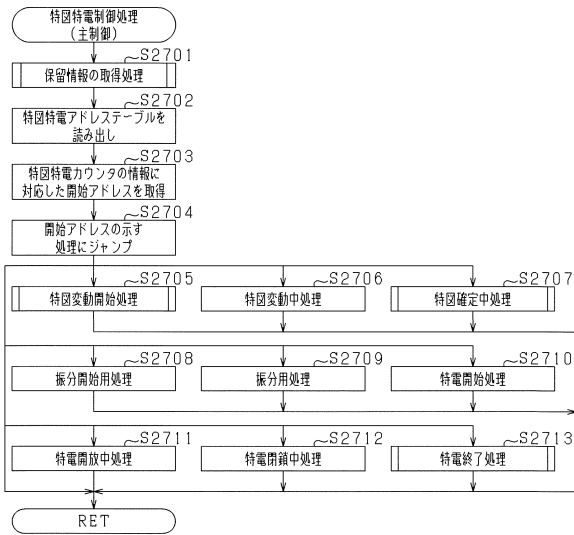 特図特電制御処理
（主制御）
S2701
保留情報の取得処理
S2702
特図特電アドレステーブルを
読み出し
S2703
特図特電カウンタの情報に
対応した開始アドレスを取得
S2704
開始アドレスの示す
処理にジャンプ
S2705 S2706 S2707
特図変動開始処理 特図変動中処理 特図確定中処理
S2708 S2709 S2710
振分開始用処理 振分用処理 特電開始処理
S2711 S2712 S2713
特電開放中処理 特電閉鎖中処理 特電終了処理
RET